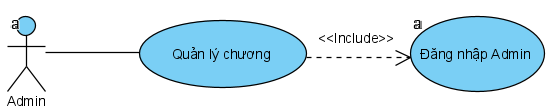 a
Admin
Quản lý chương
<<Include>>
Đăng nhập Admin